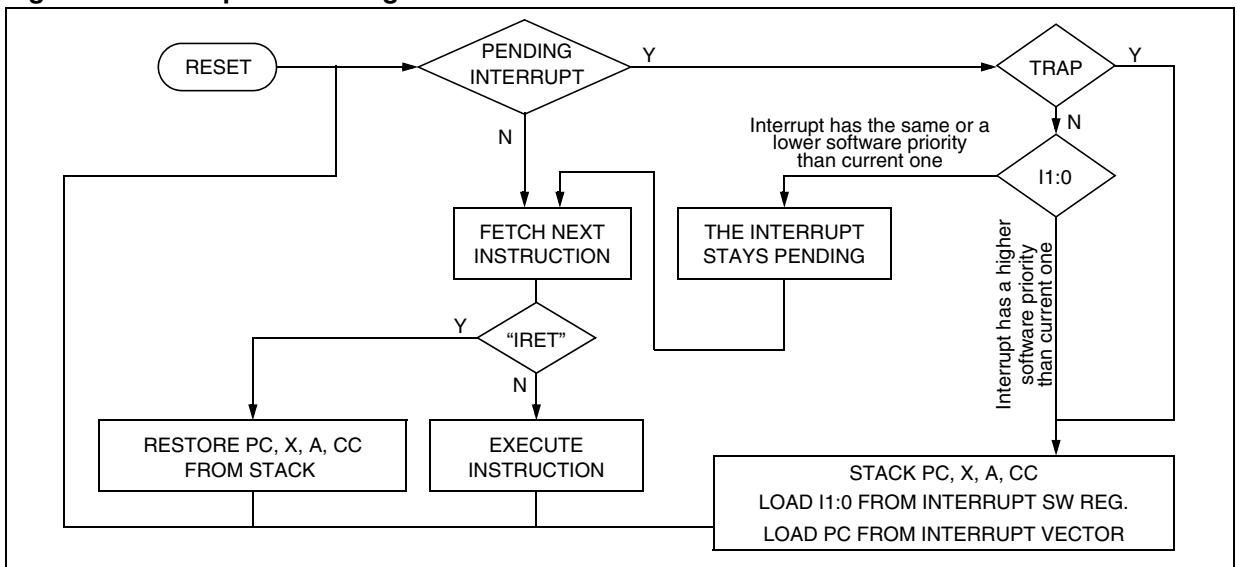 RESET
PENDING
INTERRUPT
Y
TRAP
Y
N
N
Interrupt has the same or a
lower software priority
than current one
I1:0
FETCH NEXT
INSTRUCTION
THE INTERRUPT
STAYS PENDING
Interrupt has a higher
software priority
than current one
Y
“IRET”
N
RESTORE PC, X, A, CC
FROM STACK
EXECUTE
INSTRUCTION
STACK PC, X, A, CC
LOAD I1:0 FROM INTERRUPT SW REG.
LOAD PC FROM INTERRUPT VECTOR